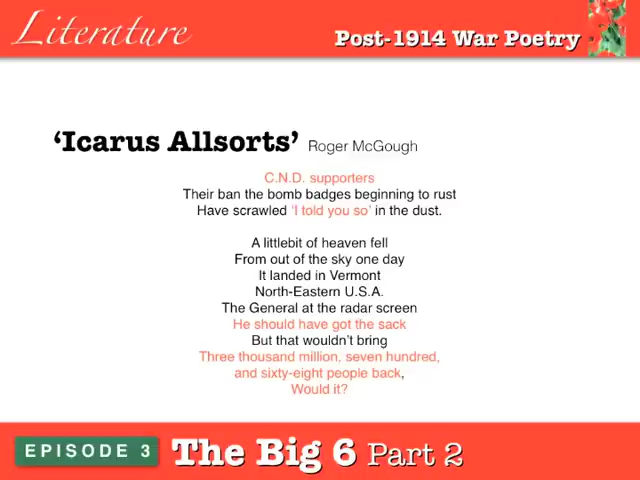 Literature
Post-1914 War Poetry
‘Icarus Allsorts’ Roger McGough
C.N.D. supporters
Their ban the bomb badges beginning to rust
Have scrawled ‘I told you so’ in the dust.
A littlebit of heaven fell
From out of the sky one day
It landed in Vermont
North-Eastern U.S.A.
The General at the radar screen
He should have got the sack
But that wouldn’t bring
Three thousand million, seven hundred,
and sixty-eight people back,
Would it?
EPISODE 3 The Big 6 Part 2